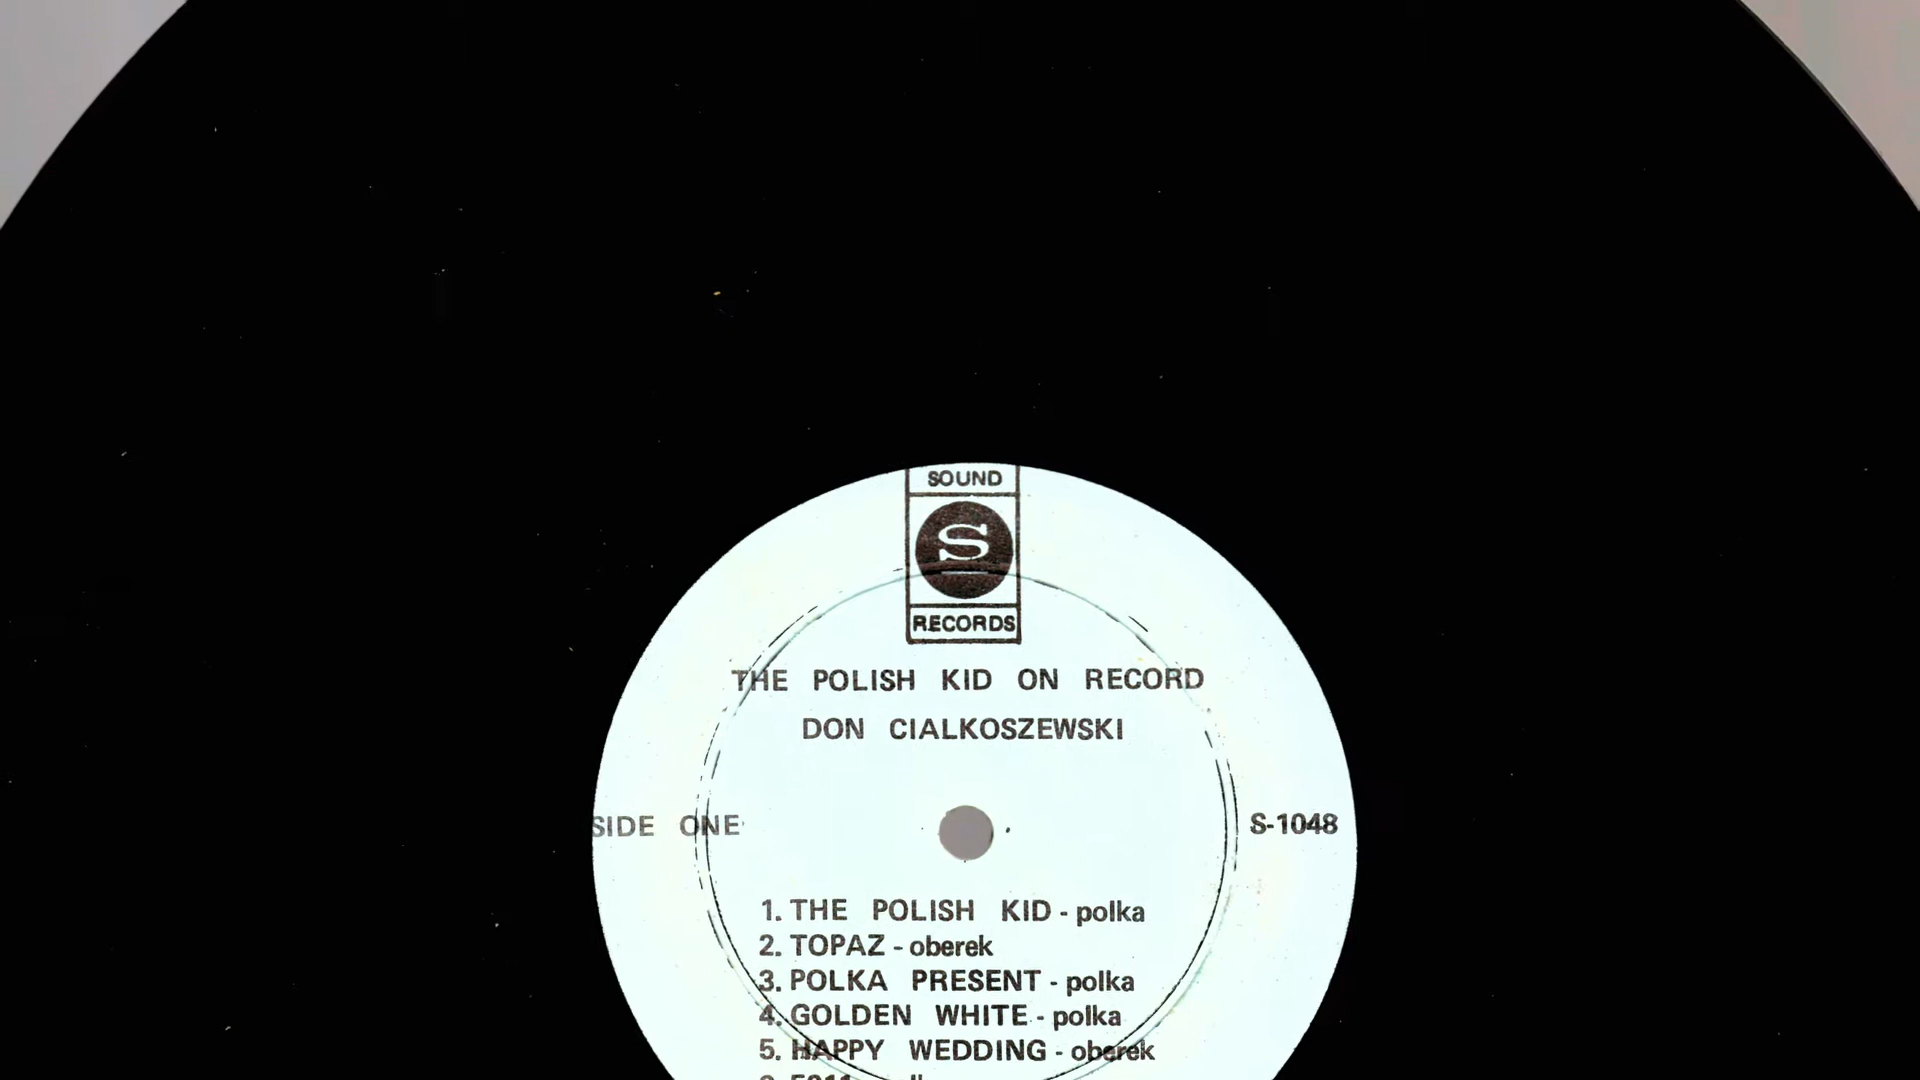 SOUND
S
RECORDS
THE POLISH KID ON RECORD
DON CIALKOSZEWSKI
SIDE ONE
S-1048
1. THE POLISH KID - polka
2. TOPAZ - oberek
3. POLKA PRESENT - polka
4. GOLDEN WHITE - polka
5. HAPPY WEDDING - oberek